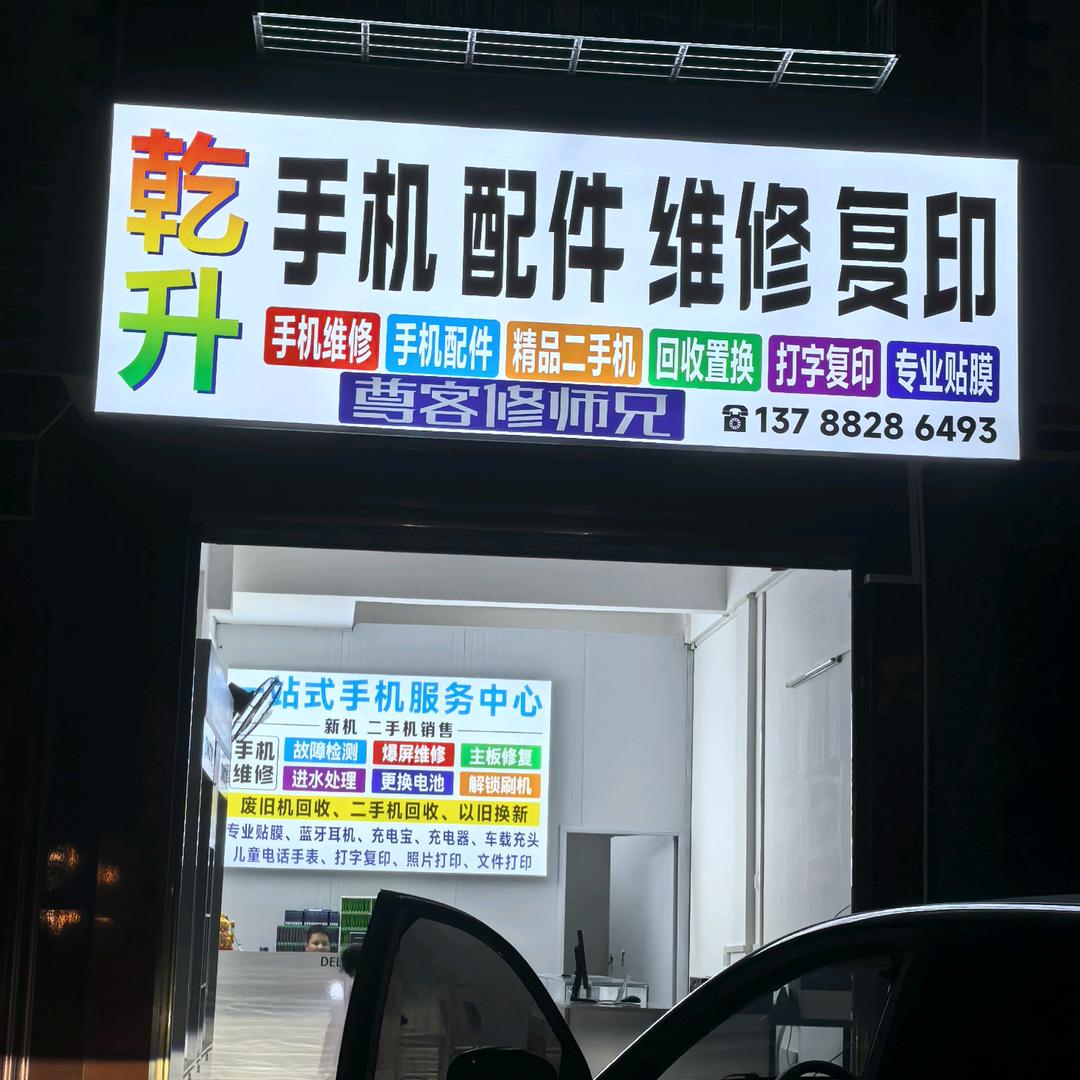 乾升
手机 配件 维修 复印
手机维修 手机配件 精品二手机 回收置换 打字复印 专业贴膜
尊客修师兄
137 8828 6493
站式手机服务中心
新机 二手机销售
手机维修
故障检测 爆屏维修 主板修复
进水处理 更换电池 解锁刷机
废旧机回收、二手机回收、以旧换新
专业贴膜、蓝牙耳机、充电宝、充电器、车载充头
儿童电话手表、打字复印、照片打印、文件打印
DEL